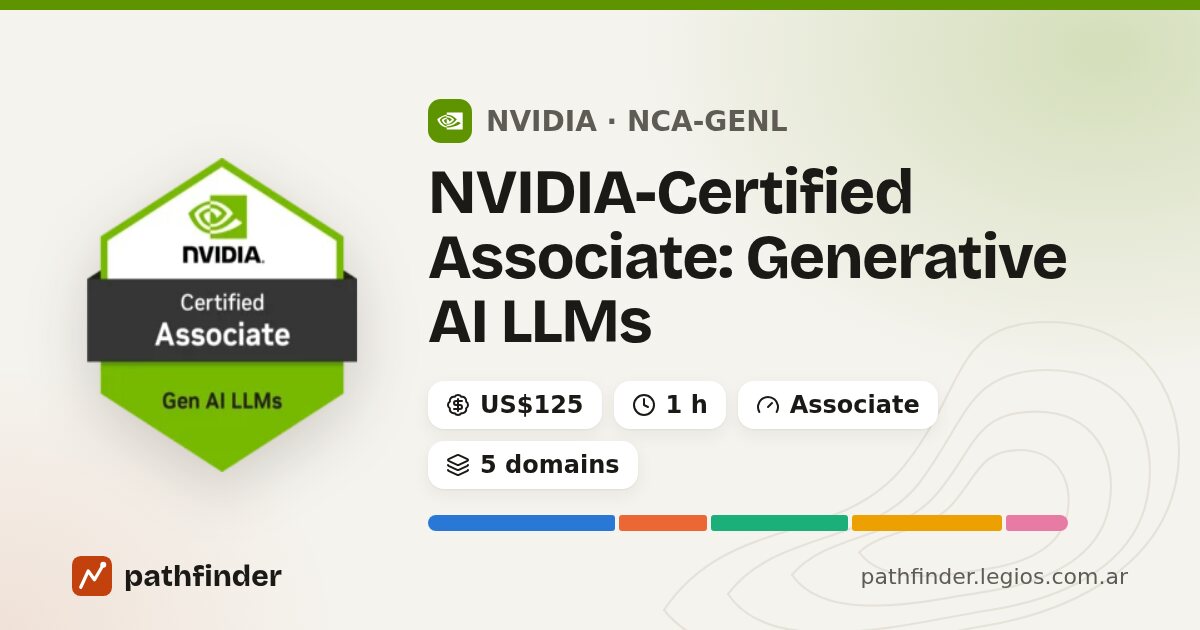 NVIDIA · NCA-GENL
NVIDIA-Certified
Associate: Generative
AI LLMs
NVIDIA.
Certified
Associate
Gen AI LLMs
US$125
1 h
Associate
5 domains
pathfinder
pathfinder.legios.com.ar